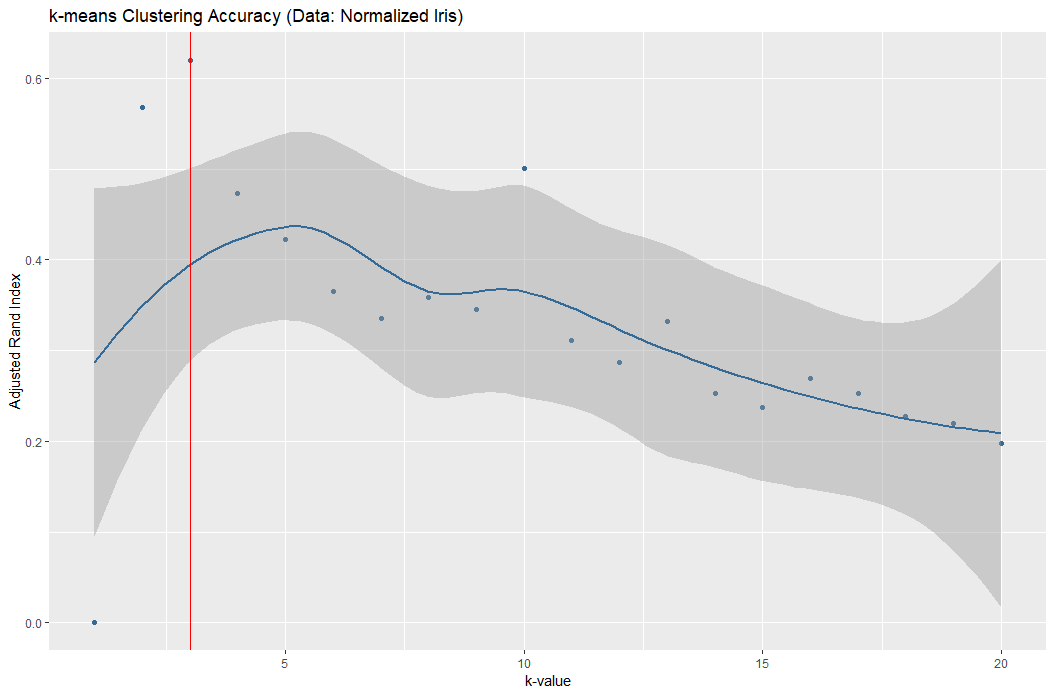 k-means Clustering Accuracy (Data: Normalized Iris)
Adjusted Rand Index
0.6
0.4
0.2
0.0
5
10
15
20
k-value